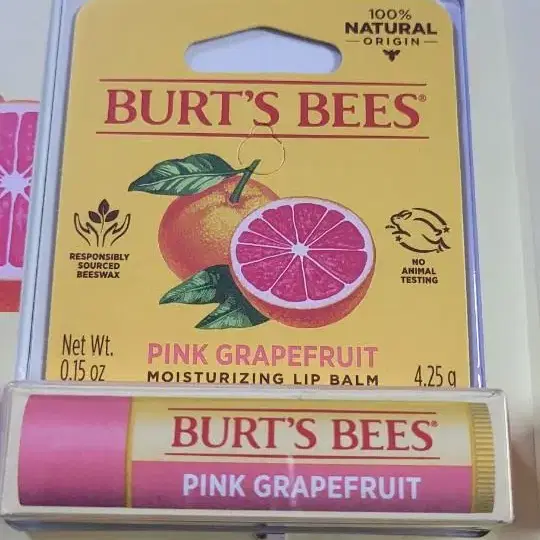 100%
NATURAL
ORIGIN
BURT'S BEES®
RESPONSIBLY
SOURCED
BEESWAX
NO
ANIMAL
TESTING
Net Wt.
0.15 oz
PINK GRAPEFRUIT
MOISTURIZING LIP BALM
4.25 g
BURT'S BEES®
PINK GRAPEFRUIT